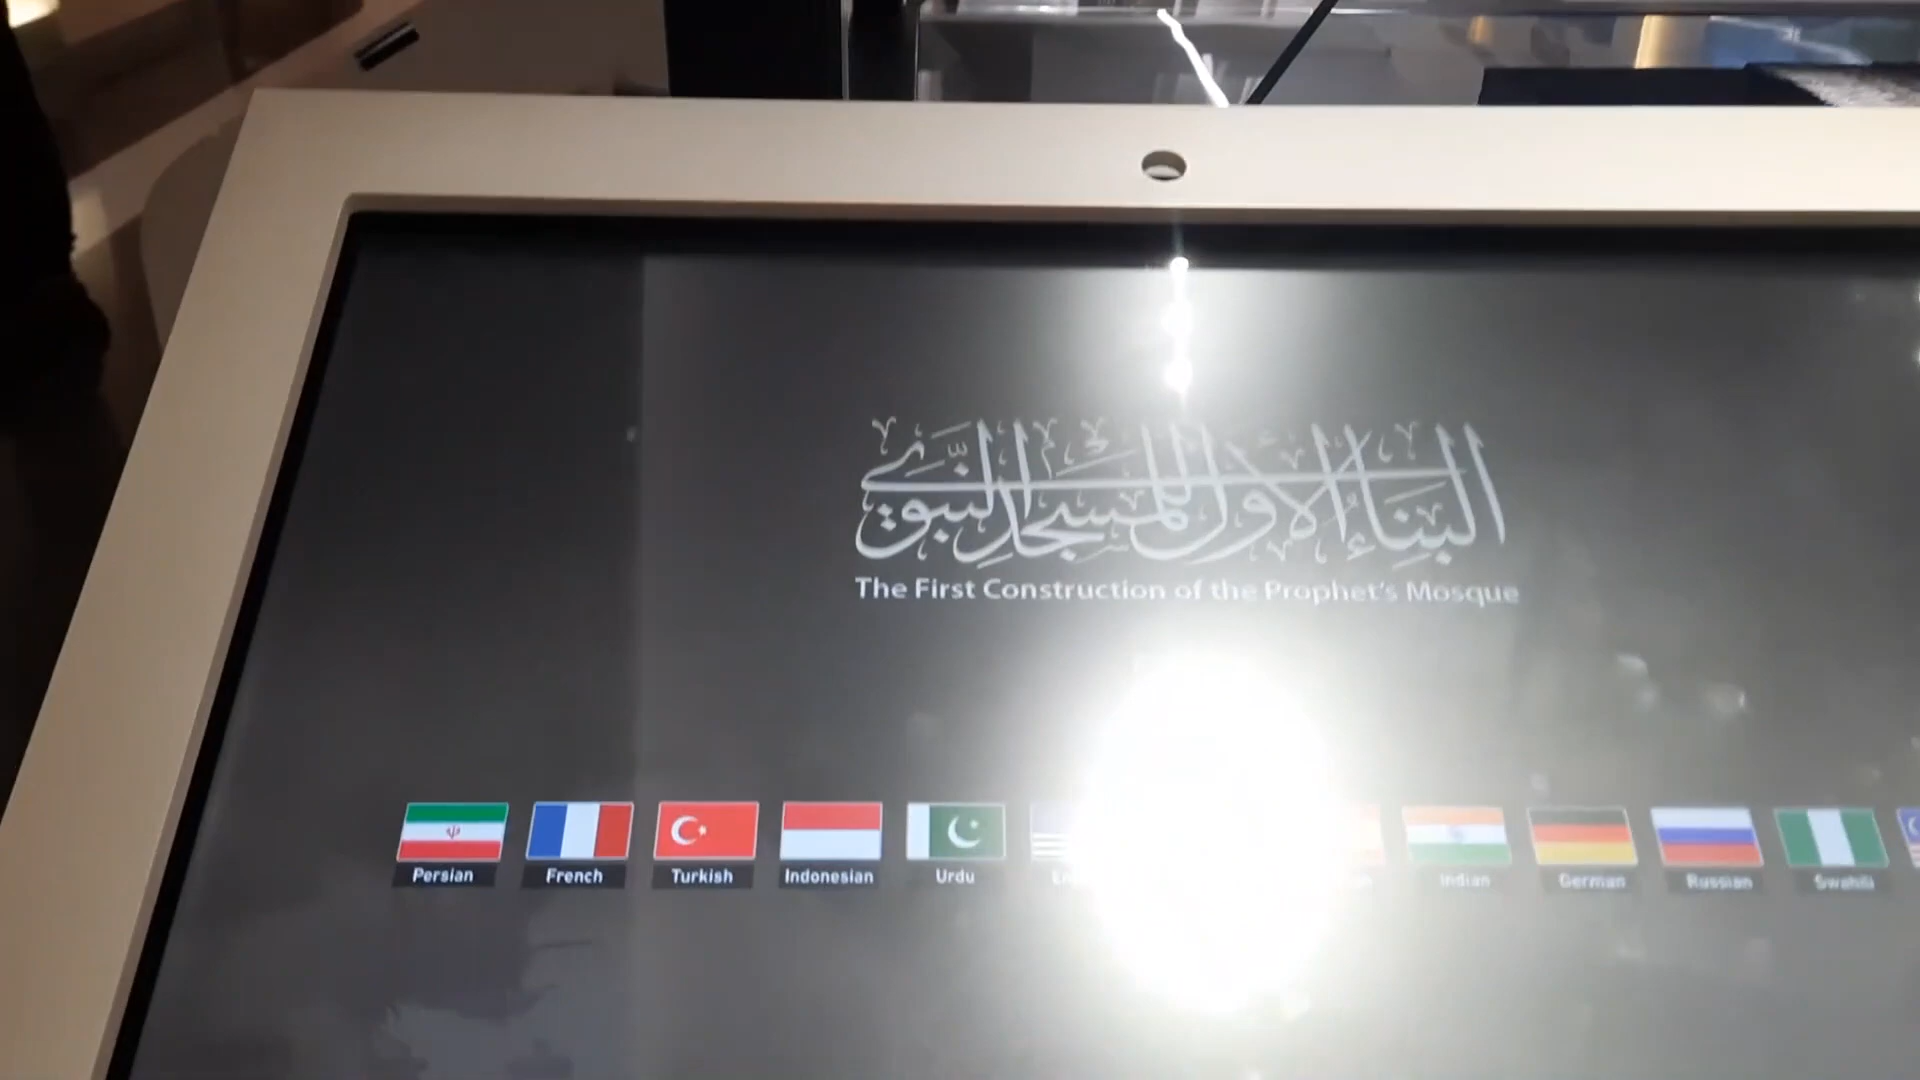 البناء الأول للمسجد النبوي
The First Construction of the Prophet's Mosque
Persian French Turkish Indonesian Urdu Indian German Russian Swahili